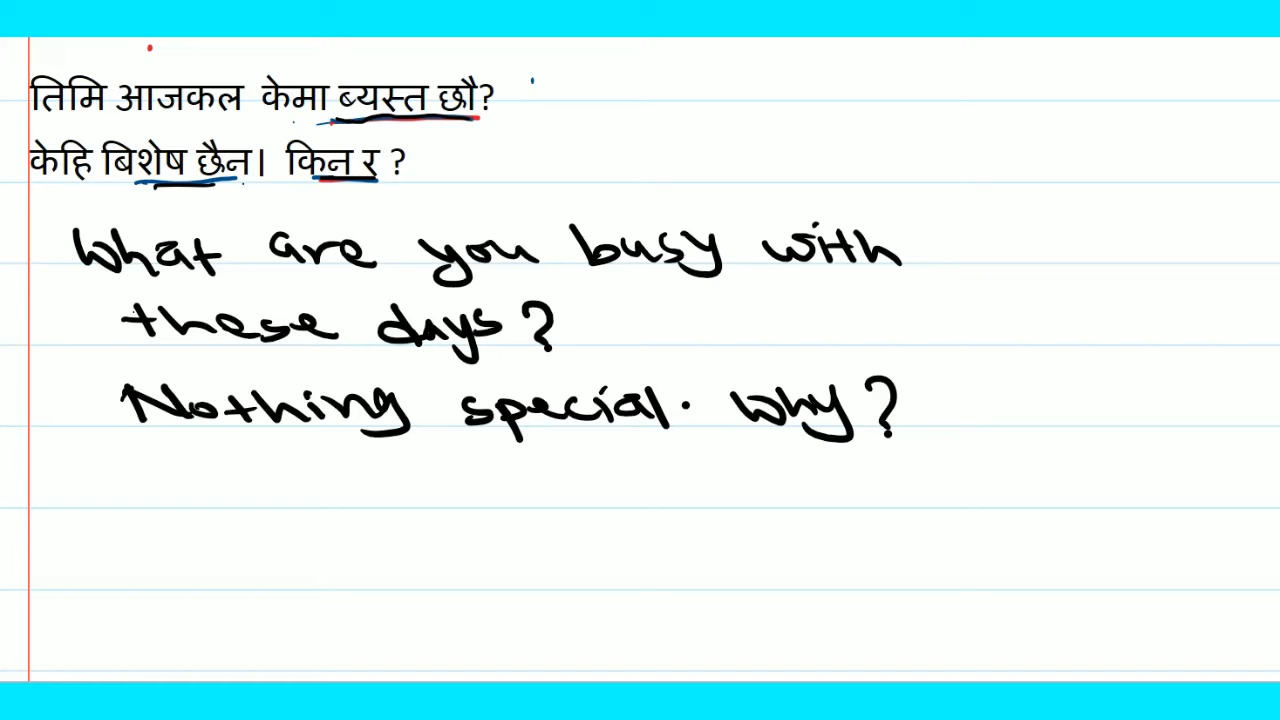 तिमि आजकल केमा ब्यस्त छौ?
केहि बिशेष छैन। किन र ?
What are you busy with
these days?
Nothing special. Why?